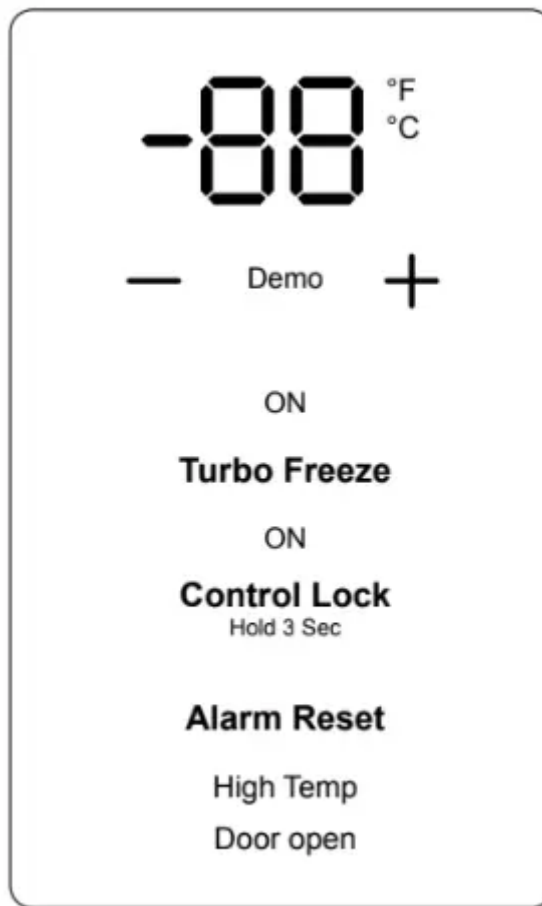 -88 °F
°C
— Demo +
ON
Turbo Freeze
ON
Control Lock
Hold 3 Sec
Alarm Reset
High Temp
Door open